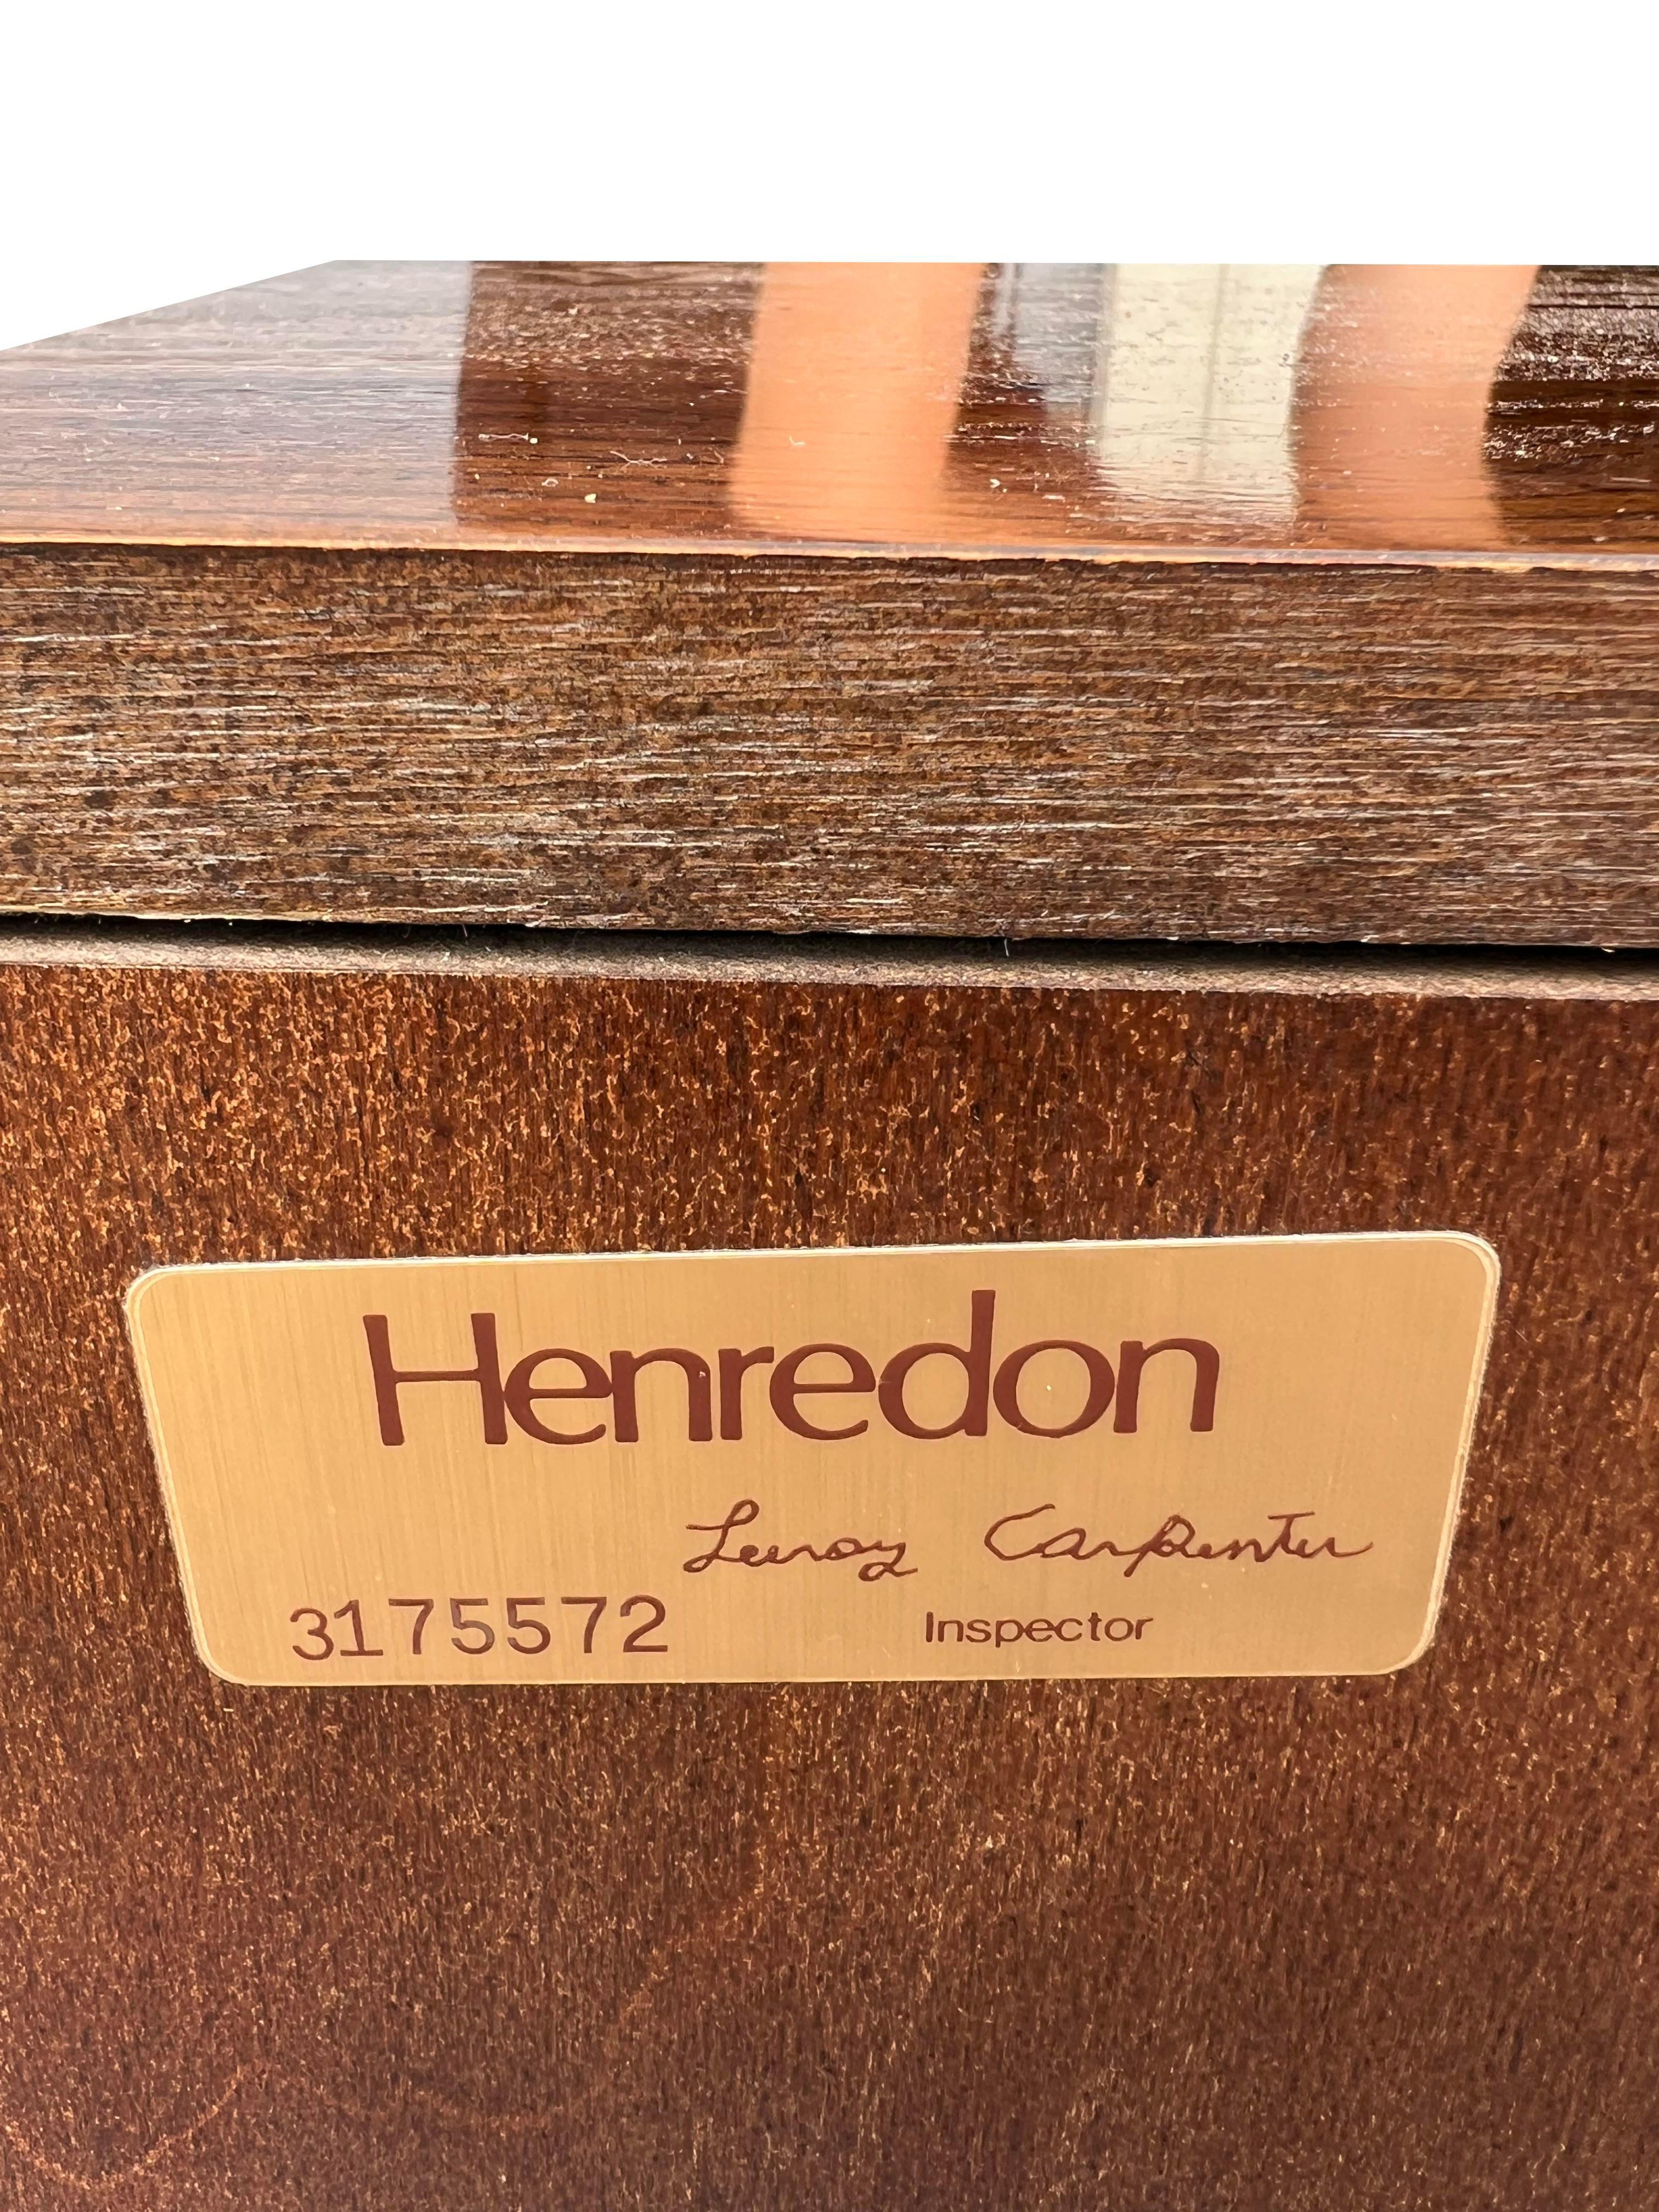 Henredon
Leeroy Carpenter
3175572
Inspector